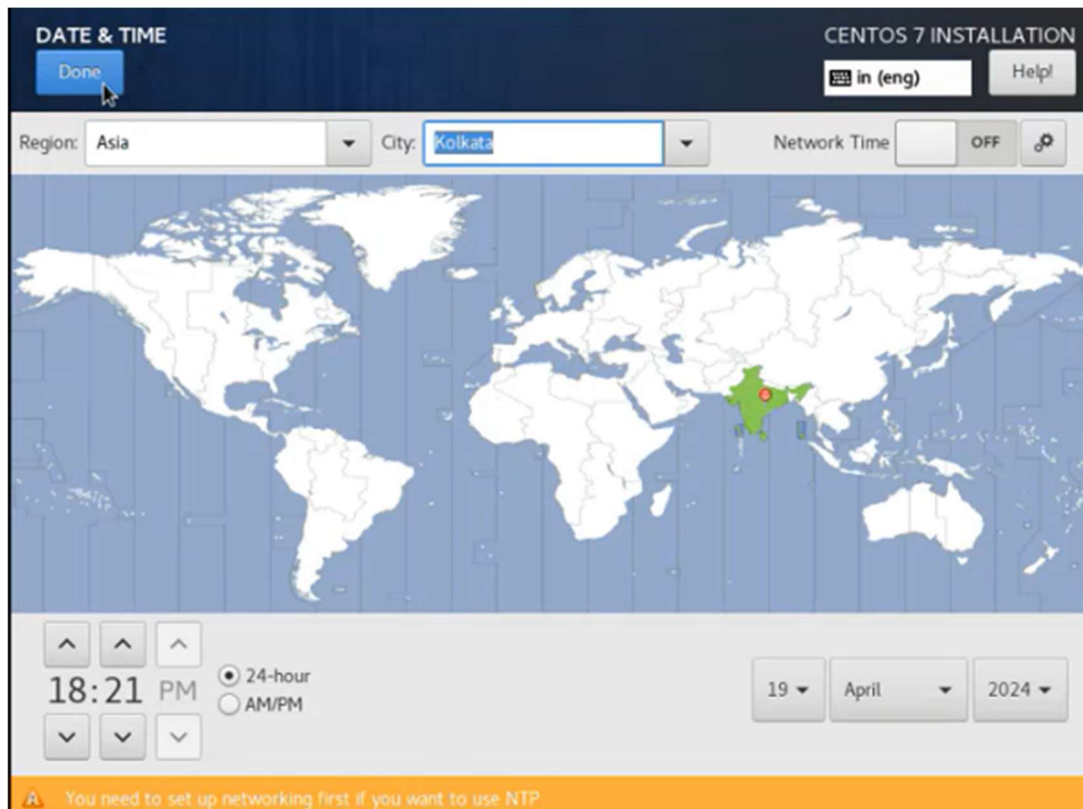 DATE & TIME
CENTOS 7 INSTALLATION
Done
in (eng)
Help!
Region: Asia City: Kolkata Network Time OFF
18:21 PM
24-hour
AM/PM
19 April 2024
You need to set up networking first if you want to use NTP